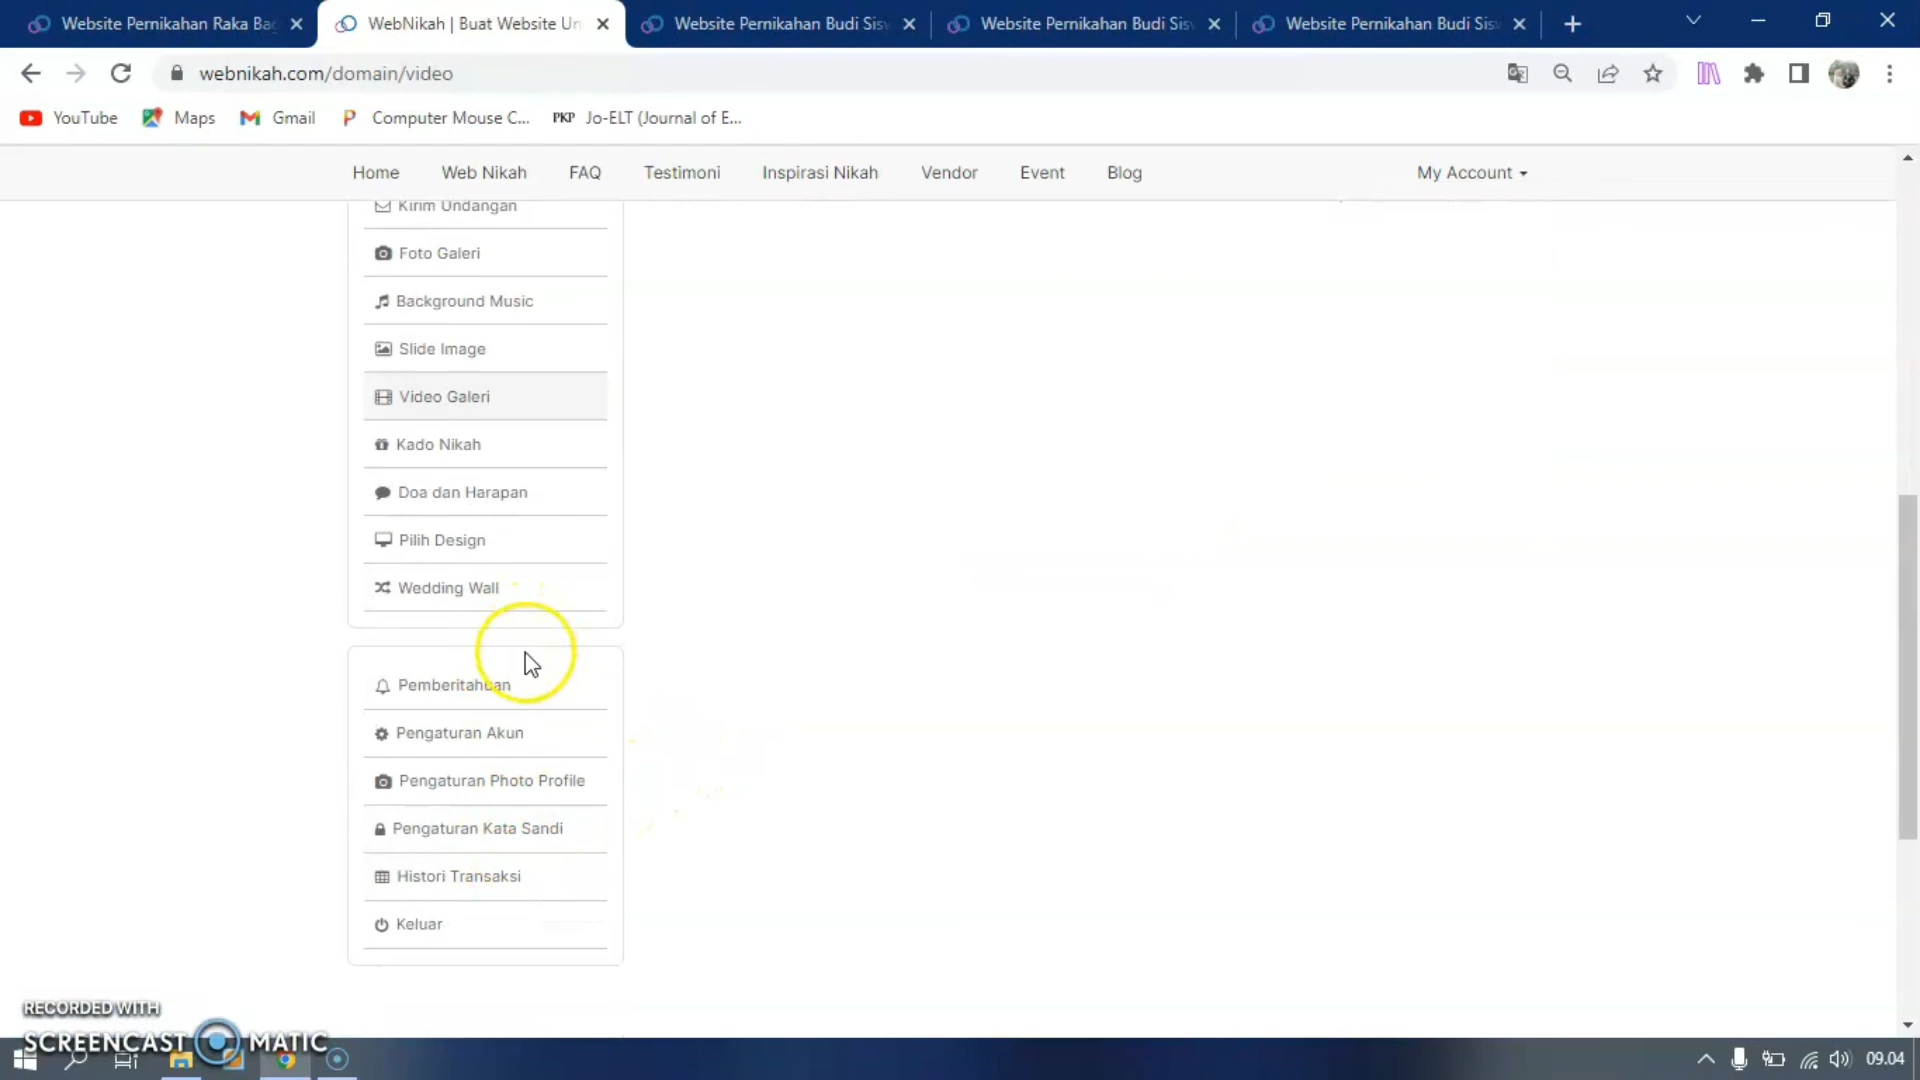 Website Pernikahan Raka Bag
WebNikah | Buat Website Un
Website Pernikahan Budi Sisw
Website Pernikahan Budi Sisw
Website Pernikahan Budi Sisw
webnikah.com/domain/video
YouTube
Maps
Gmail
Computer Mouse C...
PKP Jo-ELT (Journal of E...
Home
Web Nikah
FAQ
Testimoni
Inspirasi Nikah
Vendor
Event
Blog
My Account
Kirim Undangan
Foto Galeri
Background Music
Slide Image
Video Galeri
Kado Nikah
Doa dan Harapan
Pilih Design
Wedding Wall
Pemberitahuan
Pengaturan Akun
Pengaturan Photo Profile
Pengaturan Kata Sandi
Histori Transaksi
Keluar
RECORDED WITH
SCREENCAST MATIC
09.04